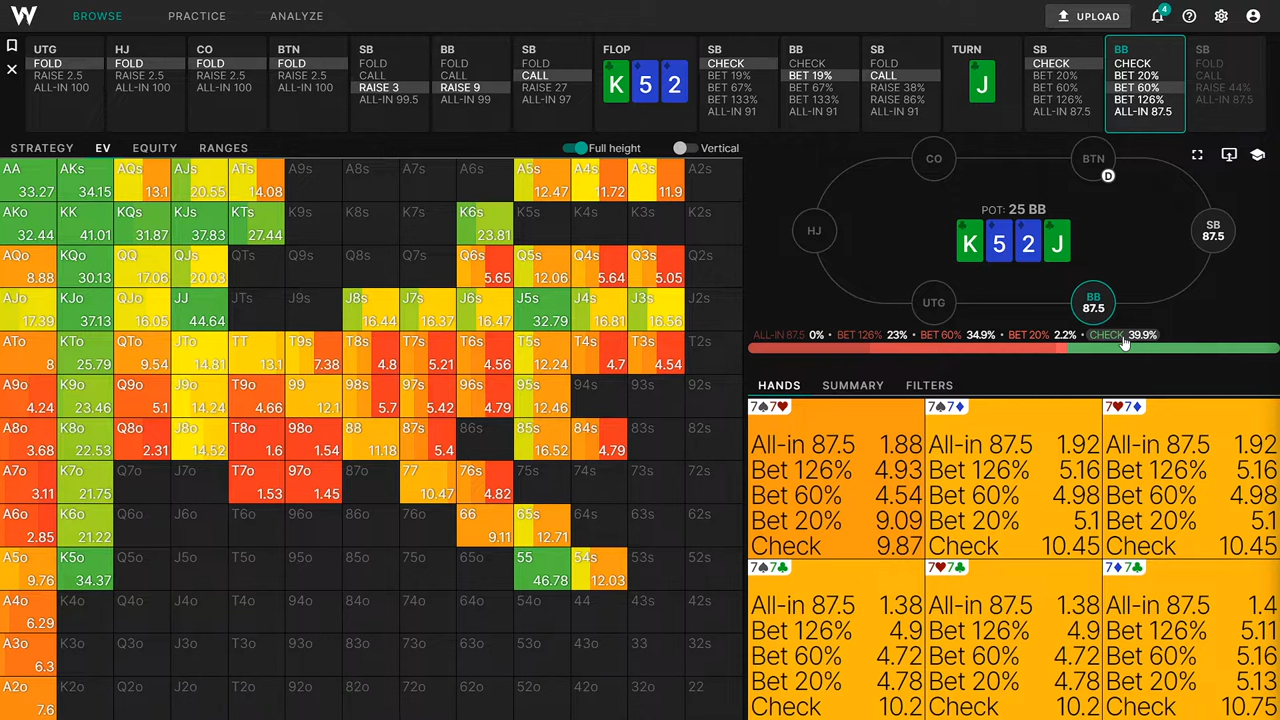 W BROWSE PRACTICE ANALYZE UPLOAD 4
UTG HJ CO BTN SB BB SB FLOP SB BB SB TURN SB BB SB
FOLD
RAISE 2.5
ALL-IN 100
FOLD
RAISE 2.5
ALL-IN 100
FOLD
RAISE 2.5
ALL-IN 100
FOLD
RAISE 2.5
ALL-IN 100
FOLD
CALL
RAISE 3
ALL-IN 99.5
CHECK
CALL
RAISE 9
ALL-IN 99
FOLD
CALL
RAISE 27
ALL-IN 97
K 5 2
CHECK
BET 19%
BET 67%
BET 133%
ALL-IN 91
CHECK
BET 19%
BET 67%
BET 133%
ALL-IN 91
FOLD
CALL
RAISE 38%
RAISE 86%
ALL-IN 91
J
CHECK
BET 20%
BET 60%
BET 126%
ALL-IN 87.5
CHECK
BET 20%
BET 60%
BET 126%
ALL-IN 87.5
FOLD
CALL
RAISE 44%
ALL-IN 87.5
STRATEGY EV EQUITY RANGES Full height Vertical
AA AKs AQs AJs ATs A9s A8s A7s A6s A5s A4s A3s A2s
33.27 34.15 13.1 20.55 14.08 12.47 11.72 11.9
AKo KK KQs KJs KTs K9s K8s K7s K6s K5s K4s K3s K2s
32.44 41.01 31.87 37.83 27.44 23.81
AQo KQo QQ QJs QTs Q9s Q8s Q7s Q6s Q5s Q4s Q3s Q2s
8.88 30.13 17.06 20.03 5.65 12.06 5.64 5.05
AJo KJo QJo JJ JTs J9s J8s J7s J6s J5s J4s J3s J2s
17.39 37.13 16.05 44.64 16.44 16.37 16.47 32.79 16.81 16.56
ATo KTo QTo JTo TT T9s T8s T7s T6s T5s T4s T3s T2s
8 25.79 9.54 14.81 13.1 7.38 4.8 5.21 4.56 12.24 4.7 4.54
A9o K9o Q9o J9o T9o 99 98s 97s 96s 95s 94s 93s 92s
4.24 23.46 5.1 14.24 4.66 12.1 5.7 5.42 4.79 12.46
A8o K8o Q8o J8o T8o 98o 88 87s 86s 85s 84s 83s 82s
3.68 22.53 2.31 14.52 1.6 1.54 11.18 5.4 16.52 4.79
A7o K7o Q7o J7o T7o 97o 87o 77 76s 75s 74s 73s 72s
3.11 21.75 1.53 1.45 10.47 4.82
A6o K6o Q6o J6o T6o 96o 86o 76o 66 65s 64s 63s 62s
2.85 21.22 9.11 12.71
A5o K5o Q5o J5o T5o 95o 85o 75o 65o 55 54s 53s 52s
9.76 34.37 46.78 12.03
A4o K4o Q4o J4o T4o 94o 84o 74o 64o 54o 44 43s 42s
6.29
A3o K3o Q3o J3o T3o 93o 83o 73o 63o 53o 43o 33 32s
6.3
A2o K2o Q2o J2o T2o 92o 82o 72o 62o 52o 42o 32o 22
7.6
CO BTN
D
POT: 25 BB
HJ K 5 2 J SB
87.5
UTG BB
87.5
ALL-IN 87.5 0% • BET 126% 23% • BET 60% 34.9% • BET 20% 2.2% • CHECK 39.9%
HANDS SUMMARY FILTERS
7♠7♥ 7♠7♦ 7♥7♦
All-in 87.5 1.88 All-in 87.5 1.92 All-in 87.5 1.92
Bet 126% 4.93 Bet 126% 5.16 Bet 126% 5.16
Bet 60% 4.54 Bet 60% 4.98 Bet 60% 4.98
Bet 20% 9.09 Bet 20% 5.1 Bet 20% 5.1
Check 9.87 Check 10.45 Check 10.45
7♠7♣ 7♥7♣ 7♦7♣
All-in 87.5 1.38 All-in 87.5 1.38 All-in 87.5 1.4
Bet 126% 4.9 Bet 126% 4.9 Bet 126% 5.11
Bet 60% 4.72 Bet 60% 4.72 Bet 60% 5.16
Bet 20% 4.78 Bet 20% 4.78 Bet 20% 5.13
Check 10.2 Check 10.2 Check 10.75